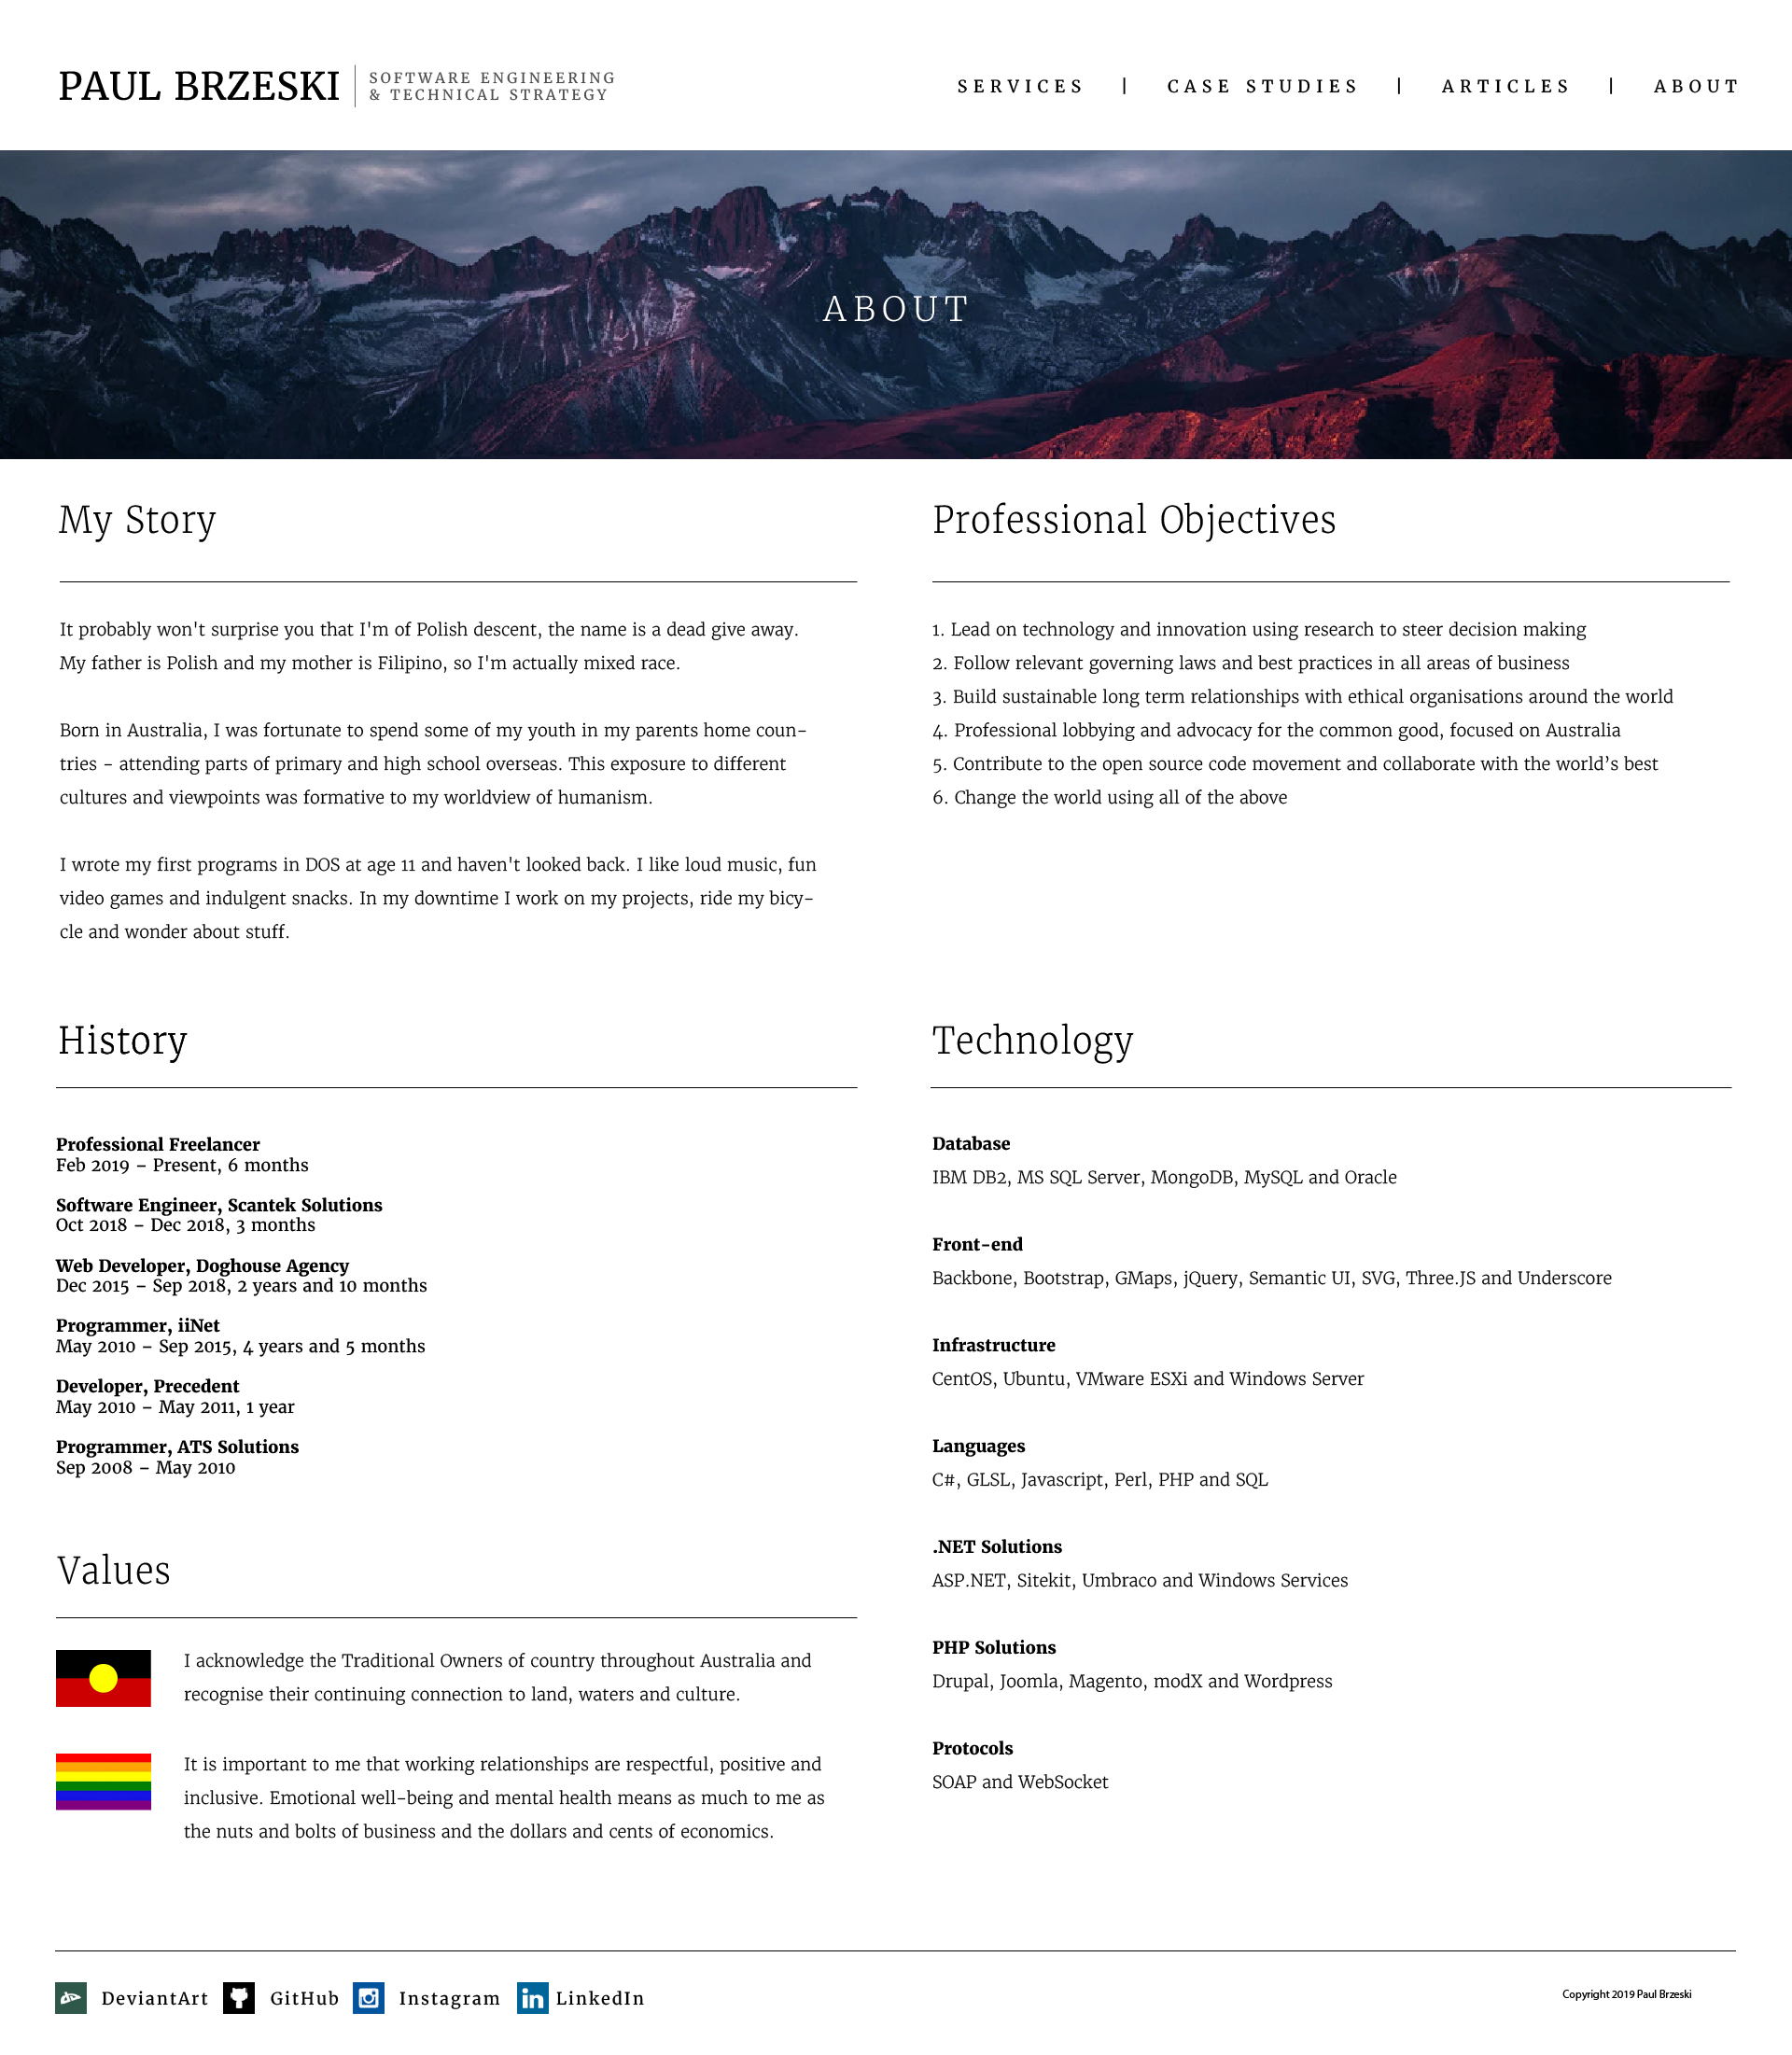 PAUL BRZESKI
SOFTWARE ENGINEERING
& TECHNICAL STRATEGY
SERVICES | CASE STUDIES | ARTICLES | ABOUT
ABOUT
My Story
It probably won't surprise you that I'm of Polish descent, the name is a dead give away.
My father is Polish and my mother is Filipino, so I'm actually mixed race.
Born in Australia, I was fortunate to spend some of my youth in my parents home coun-
tries - attending parts of primary and high school overseas. This exposure to different
cultures and viewpoints was formative to my worldview of humanism.
I wrote my first programs in DOS at age 11 and haven't looked back. I like loud music, fun
video games and indulgent snacks. In my downtime I work on my projects, ride my bicy-
cle and wonder about stuff.
Professional Objectives
1. Lead on technology and innovation using research to steer decision making
2. Follow relevant governing laws and best practices in all areas of business
3. Build sustainable long term relationships with ethical organisations around the world
4. Professional lobbying and advocacy for the common good, focused on Australia
5. Contribute to the open source code movement and collaborate with the world’s best
6. Change the world using all of the above
History
Professional Freelancer
Feb 2019 – Present, 6 months
Software Engineer, Scantek Solutions
Oct 2018 – Dec 2018, 3 months
Web Developer, Doghouse Agency
Dec 2015 – Sep 2018, 2 years and 10 months
Programmer, iiNet
May 2010 – Sep 2015, 4 years and 5 months
Developer, Precedent
May 2010 – May 2011, 1 year
Programmer, ATS Solutions
Sep 2008 – May 2010
Values
I acknowledge the Traditional Owners of country throughout Australia and
recognise their continuing connection to land, waters and culture.
It is important to me that working relationships are respectful, positive and
inclusive. Emotional well-being and mental health means as much to me as
the nuts and bolts of business and the dollars and cents of economics.
Technology
Database
IBM DB2, MS SQL Server, MongoDB, MySQL and Oracle
Front-end
Backbone, Bootstrap, GMaps, jQuery, Semantic UI, SVG, Three.JS and Underscore
Infrastructure
CentOS, Ubuntu, VMware ESXi and Windows Server
Languages
C#, GLSL, Javascript, Perl, PHP and SQL
.NET Solutions
ASP.NET, Sitekit, Umbraco and Windows Services
PHP Solutions
Drupal, Joomla, Magento, modX and Wordpress
Protocols
SOAP and WebSocket
DeviantArt GitHub Instagram in LinkedIn
Copyright 2019 Paul Brzeski